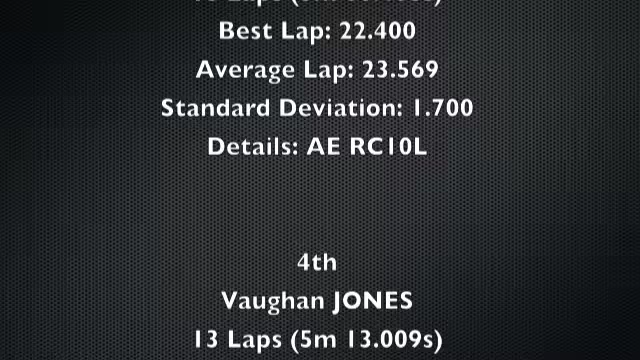 Best Lap: 22.400
Average Lap: 23.569
Standard Deviation: 1.700
Details: AE RC10L
4th
Vaughan JONES
13 Laps (5m 13.009s)